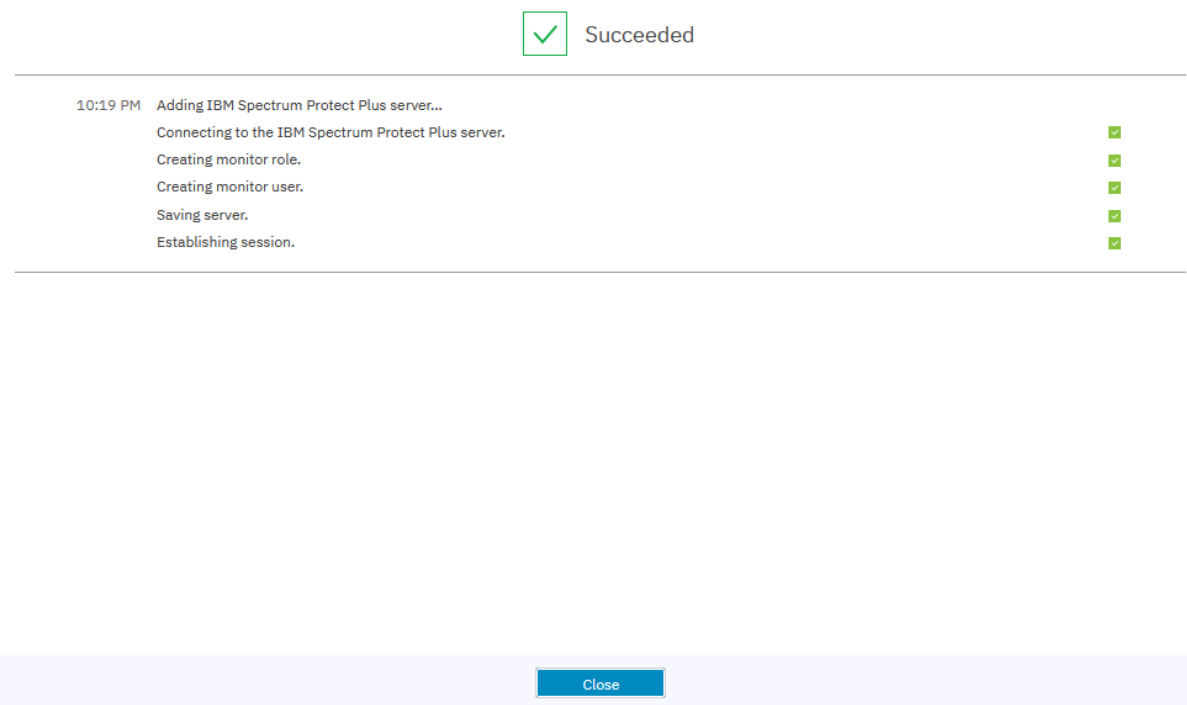 Succeeded
10:19 PM Adding IBM Spectrum Protect Plus server...
Connecting to the IBM Spectrum Protect Plus server.
Creating monitor role.
Creating monitor user.
Saving server.
Establishing session.
Close